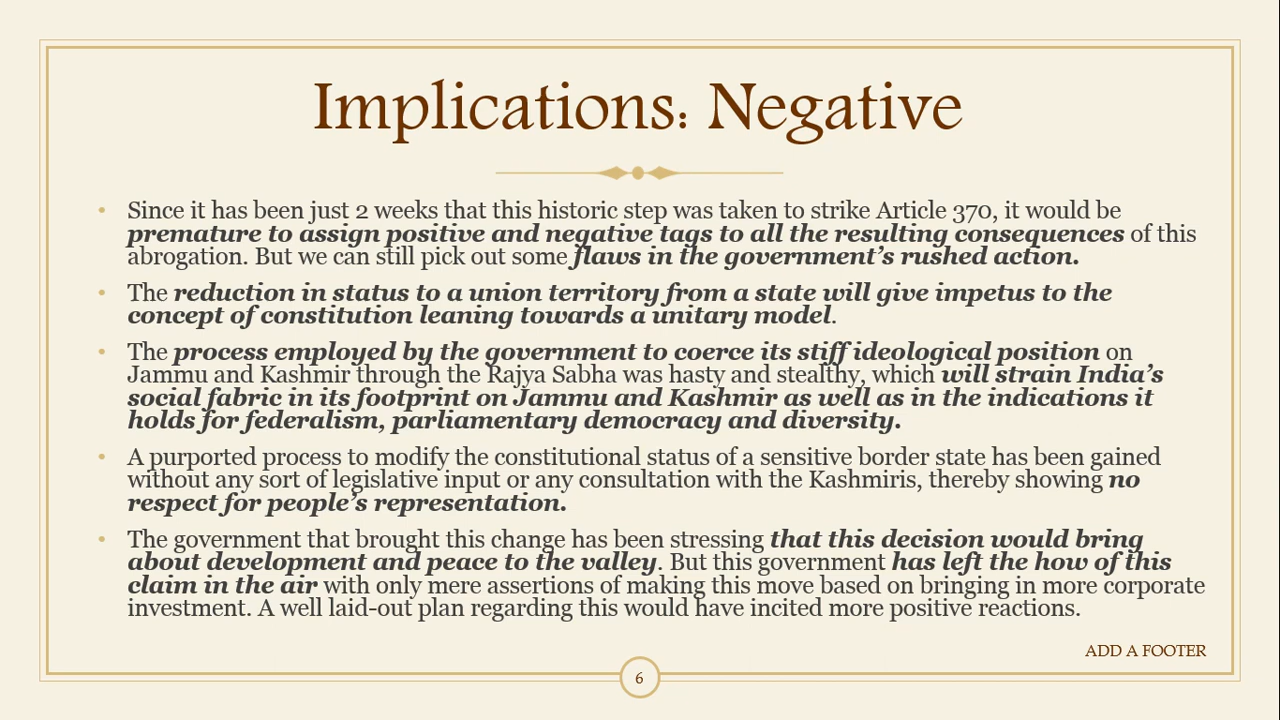 Implications: Negative
• Since it has been just 2 weeks that this historic step was taken to strike Article 370, it would be
premature to assign positive and negative tags to all the resulting consequences of this
abrogation. But we can still pick out some flaws in the government’s rushed action.
• The reduction in status to a union territory from a state will give impetus to the
concept of constitution leaning towards a unitary model.
• The process employed by the government to coerce its stiff ideological position on
Jammu and Kashmir through the Rajya Sabha was hasty and stealthy, which will strain India’s
social fabric in its footprint on Jammu and Kashmir as well as in the indications it
holds for federalism, parliamentary democracy and diversity.
• A purported process to modify the constitutional status of a sensitive border state has been gained
without any sort of legislative input or any consultation with the Kashmiris, thereby showing no
respect for people’s representation.
• The government that brought this change has been stressing that this decision would bring
about development and peace to the valley. But this government has left the how of this
claim in the air with only mere assertions of making this move based on bringing in more corporate
investment. A well laid-out plan regarding this would have incited more positive reactions.
ADD A FOOTER
6